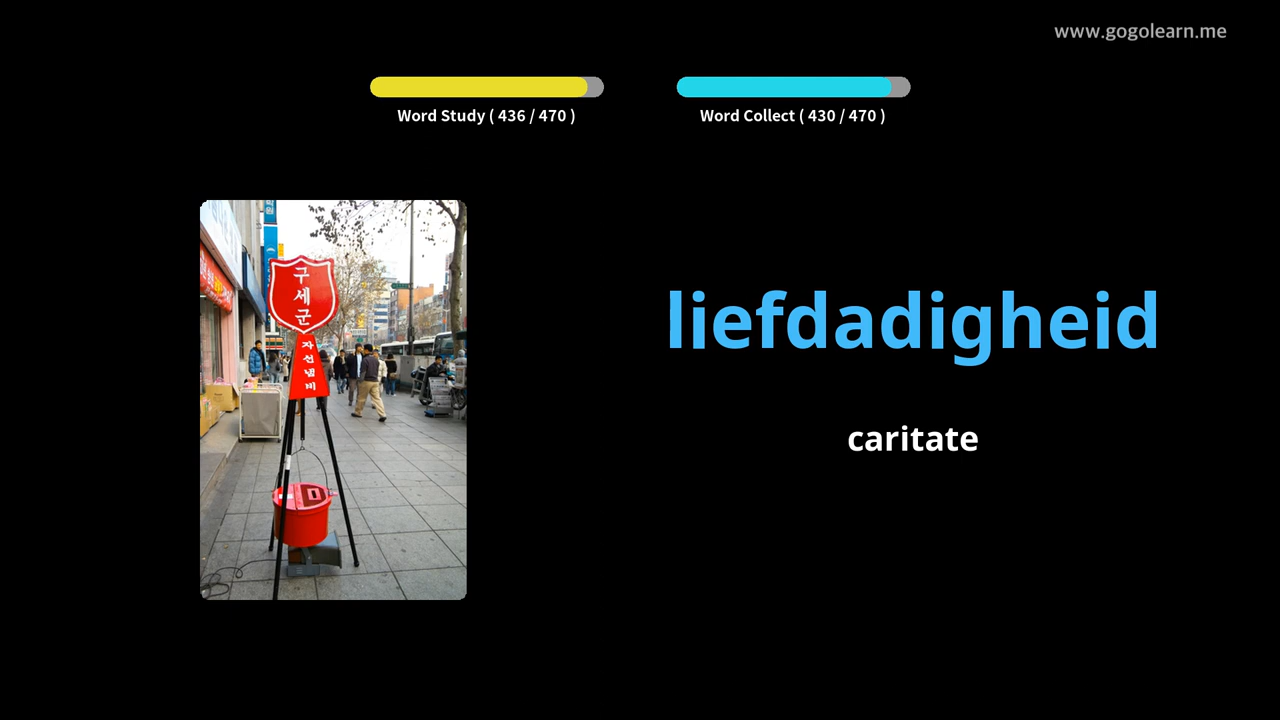 www.gogolearn.me
Word Study ( 436 / 470 )
Word Collect ( 430 / 470 )
구세군
자선냄비
liefdadigheid
caritate